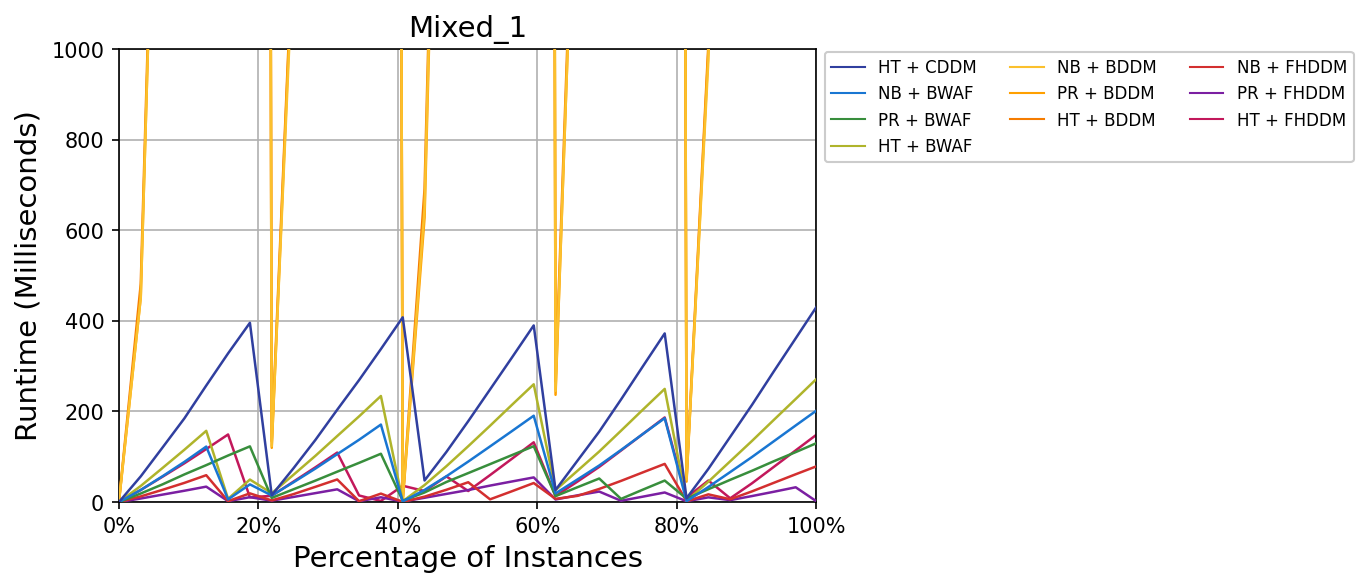 Mixed_1
Runtime (Milliseconds)
1000
800
600
400
200
0
0% 20% 40% 60% 80% 100%
Percentage of Instances
HT + CDDM
NB + BWAF
PR + BWAF
HT + BWAF
NB + BDDM
PR + BDDM
HT + BDDM
NB + FHDDM
PR + FHDDM
HT + FHDDM